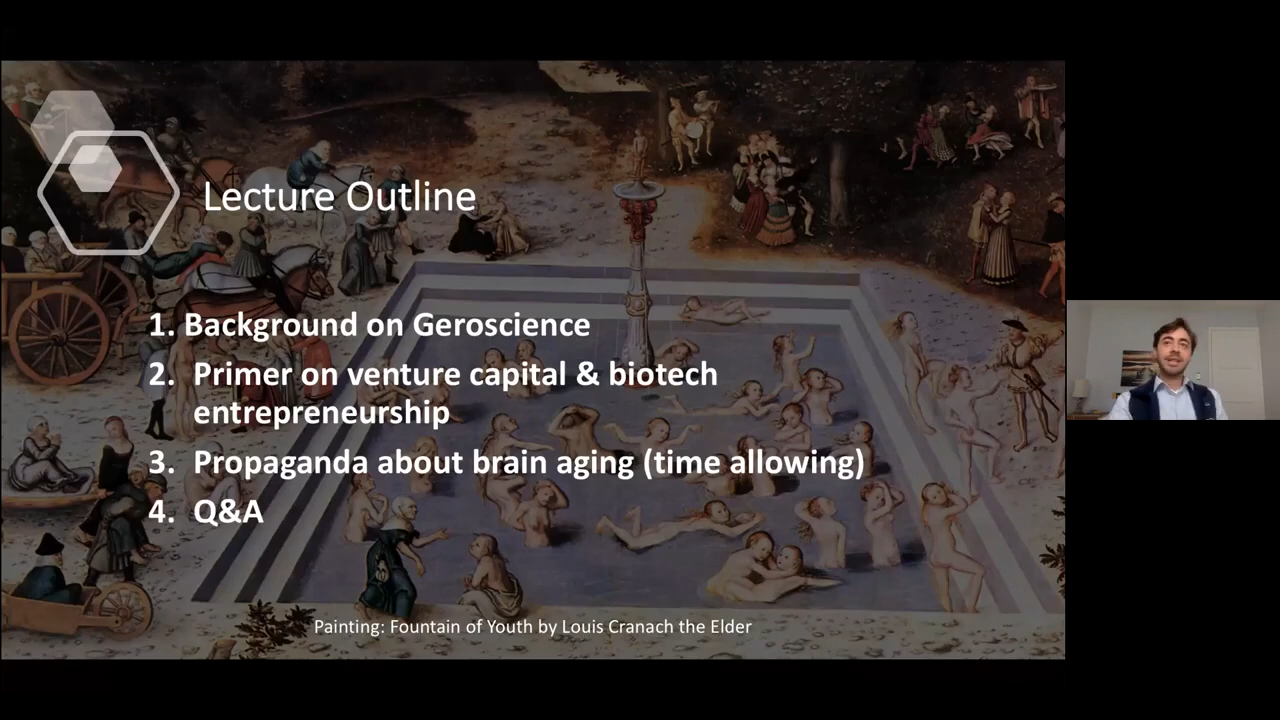 Lecture Outline
1. Background on Geroscience
2. Primer on venture capital & biotech
entrepreneurship
3. Propaganda about brain aging (time allowing)
4. Q&A
Painting: Fountain of Youth by Louis Cranach the Elder